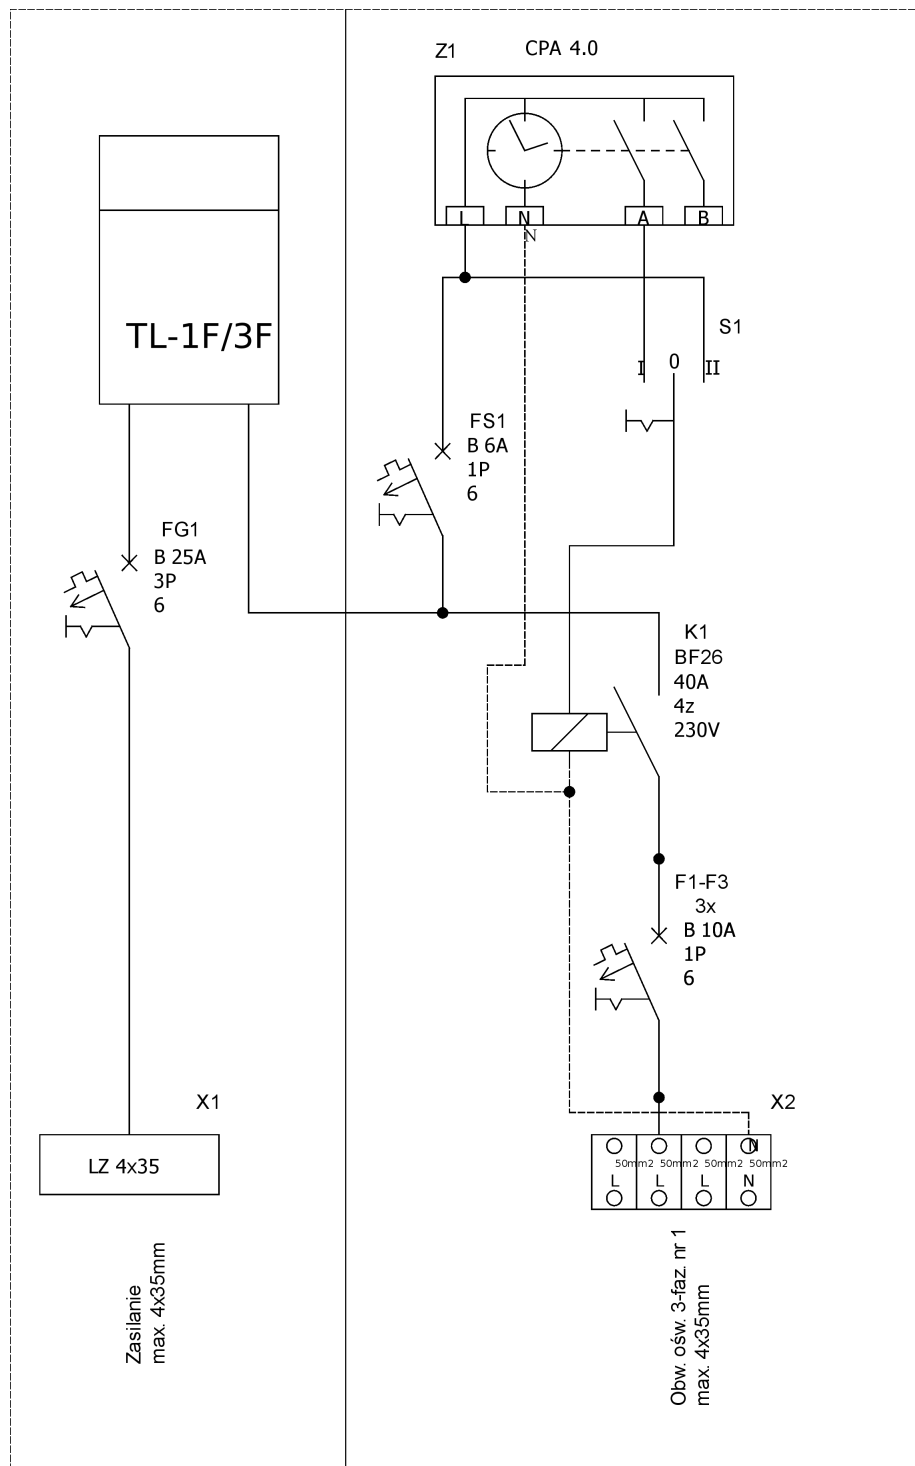 Z1
CPA 4.0
L
N
A
B
N
TL-1F/3F
S1
I
0
II
FS1
B 6A
1P
6
FG1
B 25A
3P
6
K1
BF26
40A
4z
230V
F1-F3
3x
B 10A
1P
6
X1
LZ 4x35
X2
N
50mm2 50mm2 50mm2 50mm2
L L L N
Zasilanie
max. 4x35mm
Obw. ośw. 3-faz. nr 1
max. 4x35mm